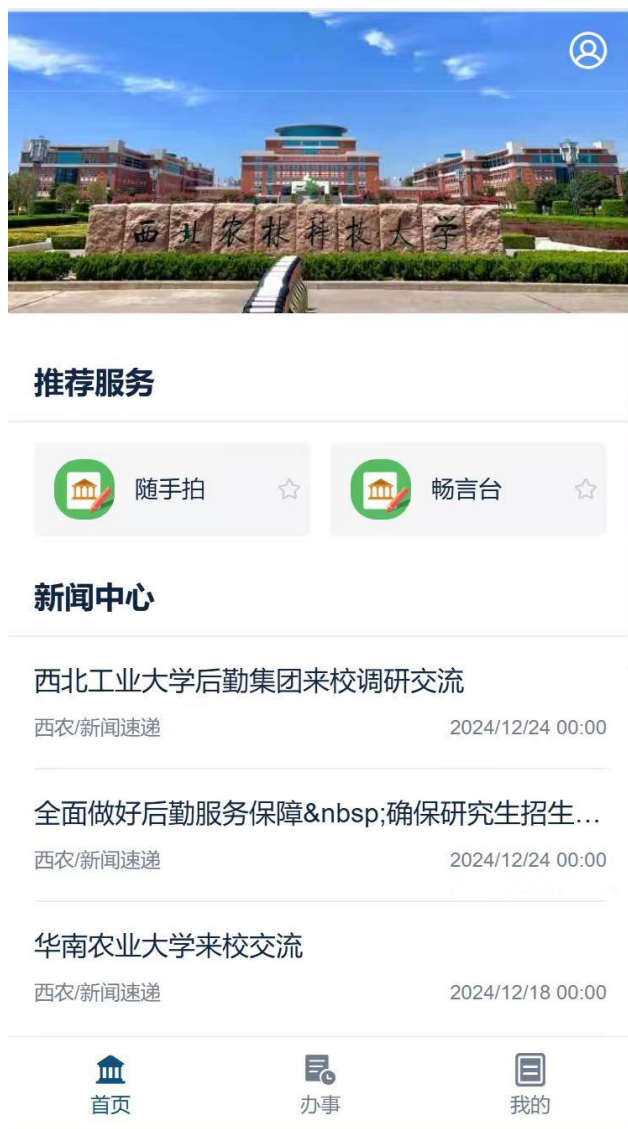 西北农林科技大学
推荐服务
随手拍
畅言台
新闻中心
西北工业大学后勤集团来校调研交流
西农/新闻速递 2024/12/24 00:00
全面做好后勤服务保障&nbsp;确保研究生招生...
西农/新闻速递 2024/12/24 00:00
华南农业大学来校交流
西农/新闻速递 2024/12/18 00:00
首页 办事 我的